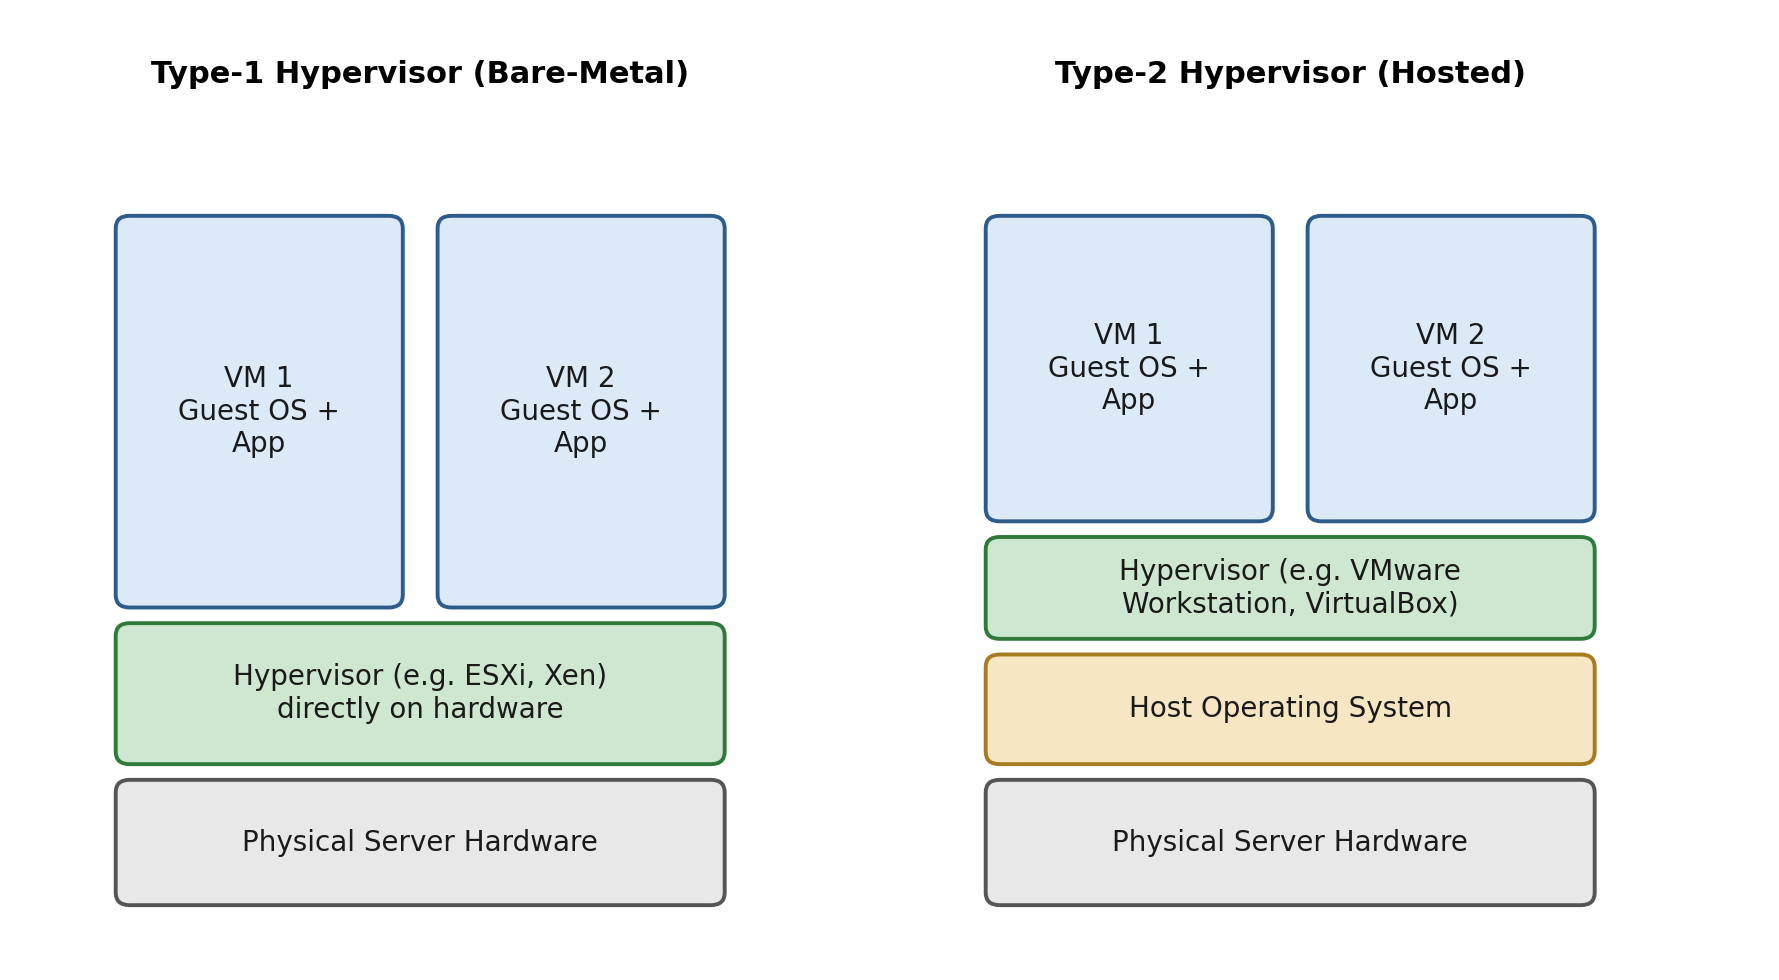 Type-1 Hypervisor (Bare-Metal)
VM 1
Guest OS +
App
VM 2
Guest OS +
App
Hypervisor (e.g. ESXi, Xen)
directly on hardware
Physical Server Hardware
Type-2 Hypervisor (Hosted)
VM 1
Guest OS +
App
VM 2
Guest OS +
App
Hypervisor (e.g. VMware
Workstation, VirtualBox)
Host Operating System
Physical Server Hardware